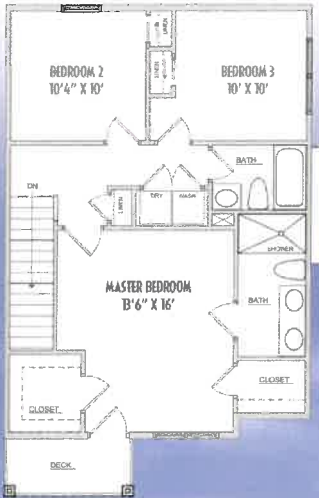 LINEN
LINEN
BEDROOM 2
10'4" X 10'
BEDROOM 3
10' X 10'
BATH
DN
LINEN
DRY
WASH
SHOWER
MASTER BEDROOM
13'6" X 16'
BATH
CLOSET
CLOSET
DECK